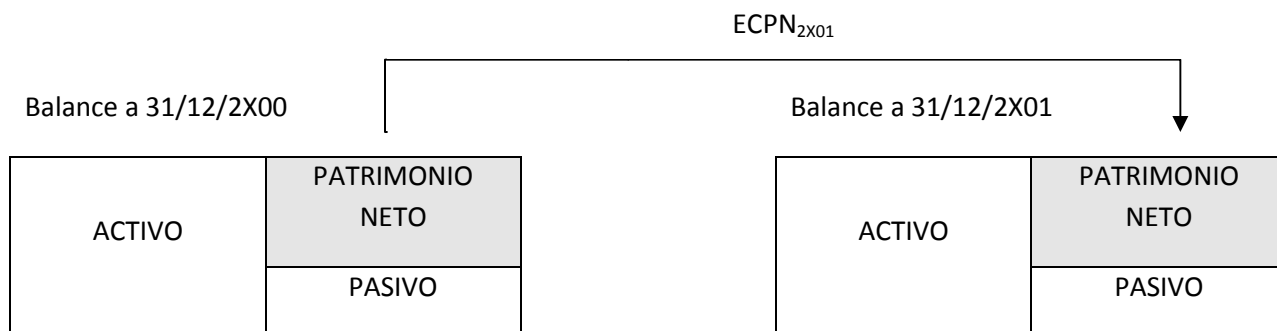 ECPN2X01
Balance a 31/12/2X00
Balance a 31/12/2X01
ACTIVO
PATRIMONIO
NETO
PASIVO
ACTIVO
PATRIMONIO
NETO
PASIVO